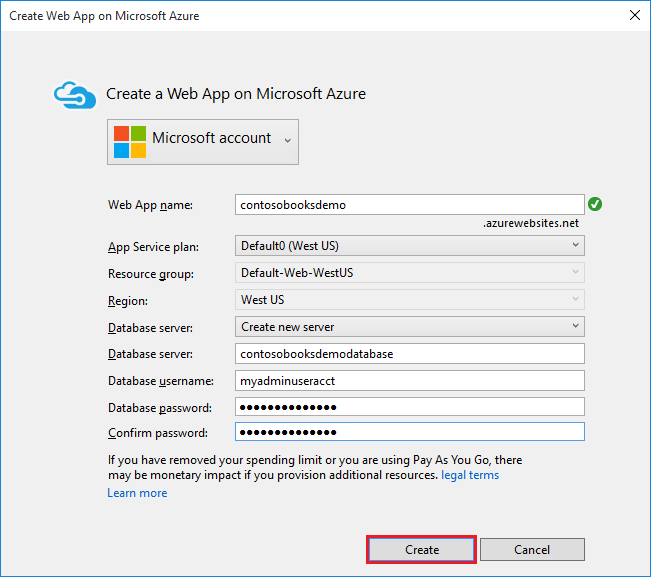 Create Web App on Microsoft Azure
Create a Web App on Microsoft Azure
Microsoft account
Web App name: contosobooksdemo
.azurewebsites.net
App Service plan: Default0 (West US)
Resource group: Default-Web-WestUS
Region: West US
Database server: Create new server
Database server: contosobooksdemodatabase
Database username: myadminuseracct
Database password: ●●●●●●●●●●●●●●
Confirm password: ●●●●●●●●●●●●●●
If you have removed your spending limit or you are using Pay As You Go, there
may be monetary impact if you provision additional resources. legal terms
Learn more
Create Cancel